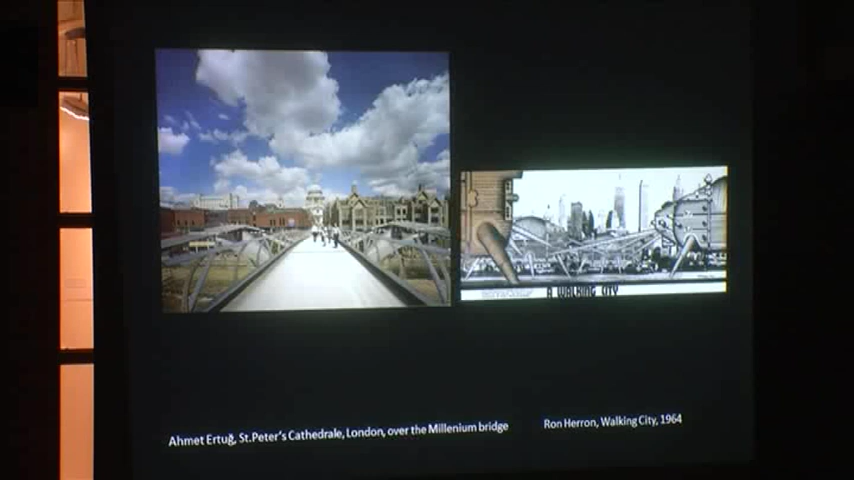 A WALKING CITY
Ahmet Ertuğ, St.Peter's Cathedrale, London, over the Millenium bridge
Ron Herron, Walking City, 1964